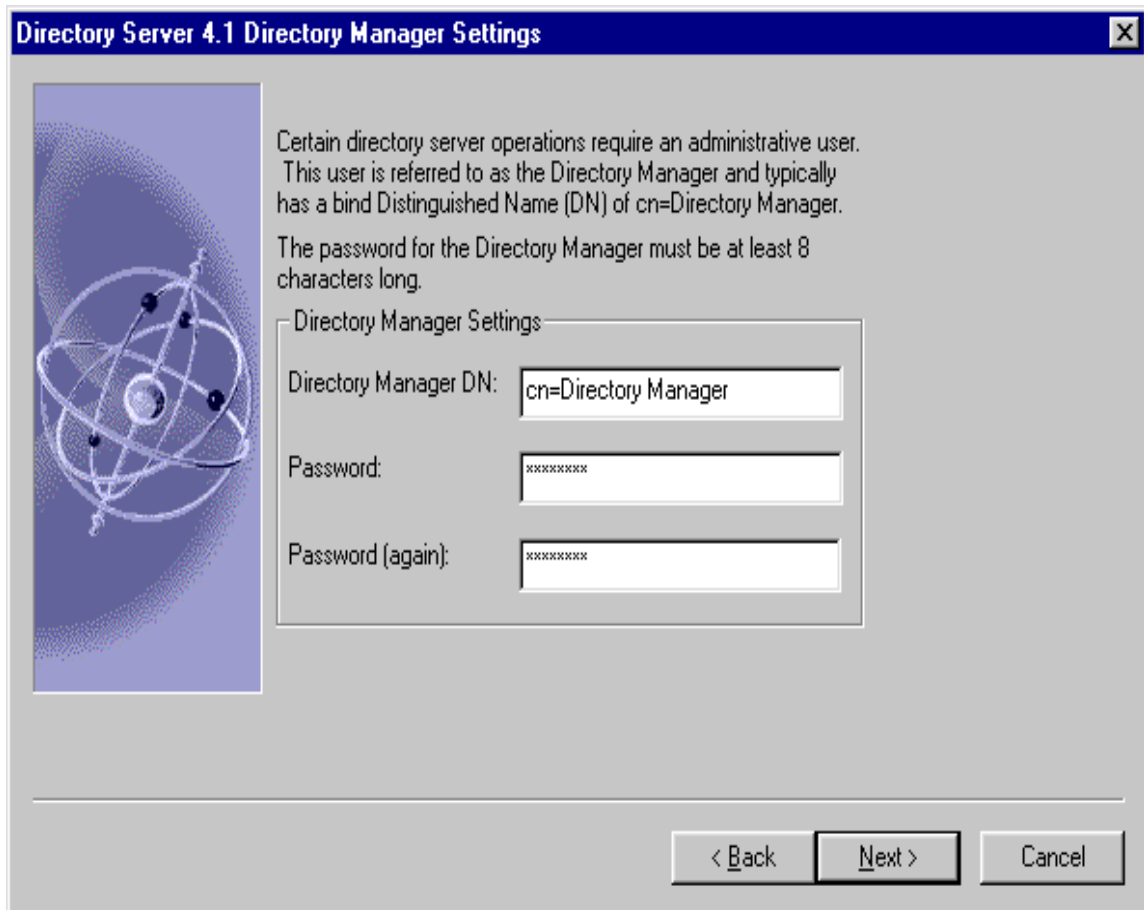 Directory Server 4.1 Directory Manager Settings
Certain directory server operations require an administrative user.
This user is referred to as the Directory Manager and typically
has a bind Distinguished Name (DN) of cn=Directory Manager.
The password for the Directory Manager must be at least 8
characters long.
Directory Manager Settings
Directory Manager DN:
cn=Directory Manager
Password:
xxxxxxxx
Password (again):
xxxxxxxx
< Back
Next >
Cancel